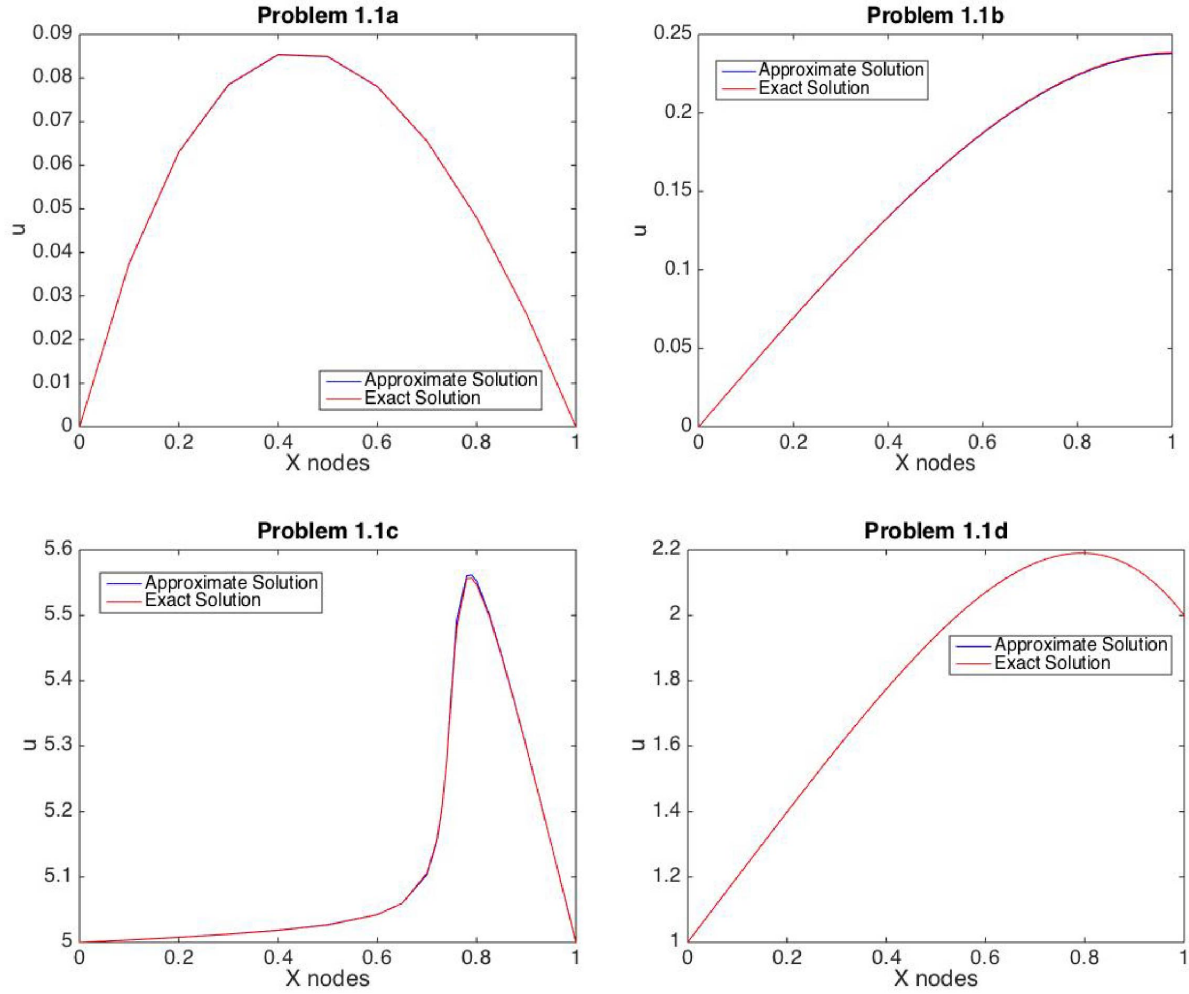 Problem 1.1a
0.09
0.08
0.07
0.06
0.05
0.04
0.03
0.02
0.01
0
u
Approximate Solution
Exact Solution
0 0.2 0.4 0.6 0.8 1
X nodes
Problem 1.1b
0.25
0.2
0.15
0.1
0.05
0
u
Approximate Solution
Exact Solution
0 0.2 0.4 0.6 0.8 1
X nodes
Problem 1.1c
5.6
5.5
5.4
5.3
5.2
5.1
5
u
Approximate Solution
Exact Solution
0 0.2 0.4 0.6 0.8 1
X nodes
Problem 1.1d
2.2
2
1.8
1.6
1.4
1.2
1
u
Approximate Solution
Exact Solution
0 0.2 0.4 0.6 0.8 1
X nodes